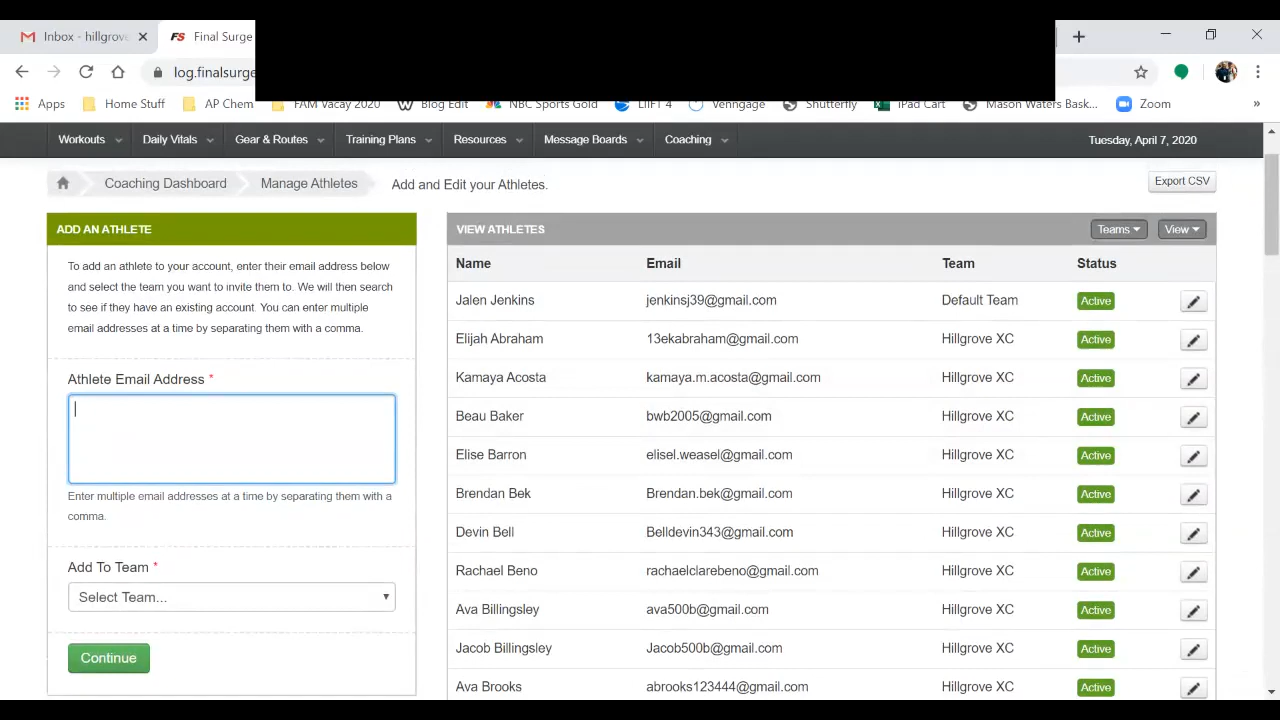 Inbox - hillgrove
Final Surge
log.finalsurge
Apps Home Stuff AP Chem FAM Vacay 2020 Blog Edit NBC Sports Gold LIIFT 4 Venngage Shutterfly iPad Cart Mason Waters Bask... Zoom »
Workouts Daily Vitals Gear & Routes Training Plans Resources Message Boards Coaching Tuesday, April 7, 2020
Coaching Dashboard Manage Athletes Add and Edit your Athletes. Export CSV
ADD AN ATHLETE
To add an athlete to your account, enter their email address below
and select the team you want to invite them to. We will then search
to see if they have an existing account. You can enter multiple
email addresses at a time by separating them with a comma.
Athlete Email Address *
Enter multiple email addresses at a time by separating them with a
comma.
Add To Team *
Select Team...
Continue
VIEW ATHLETES Teams View
Name Email Team Status
Jalen Jenkins jenkinsj39@gmail.com Default Team Active
Elijah Abraham 13ekabraham@gmail.com Hillgrove XC Active
Kamaya Acosta kamaya.m.acosta@gmail.com Hillgrove XC Active
Beau Baker bwb2005@gmail.com Hillgrove XC Active
Elise Barron elisel.weasel@gmail.com Hillgrove XC Active
Brendan Bek Brendan.bek@gmail.com Hillgrove XC Active
Devin Bell Belldevin343@gmail.com Hillgrove XC Active
Rachael Beno rachaelclarebeno@gmail.com Hillgrove XC Active
Ava Billingsley ava500b@gmail.com Hillgrove XC Active
Jacob Billingsley Jacob500b@gmail.com Hillgrove XC Active
Ava Brooks abrooks123444@gmail.com Hillgrove XC Active